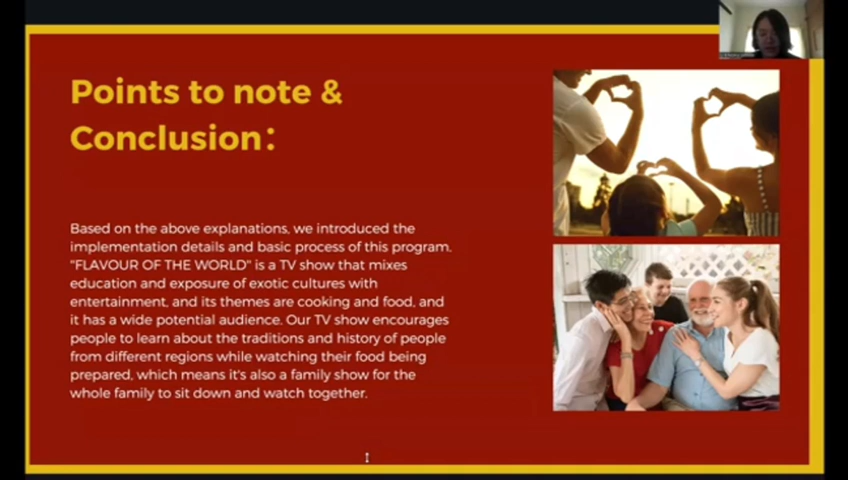 Points to note &
Conclusion:
Based on the above explanations, we introduced the
implementation details and basic process of this program.
"FLAVOUR OF THE WORLD" is a TV show that mixes
education and exposure of exotic cultures with
entertainment, and its themes are cooking and food, and
it has a wide potential audience. Our TV show encourages
people to learn about the traditions and history of people
from different regions while watching their food being
prepared, which means it's also a family show for the
whole family to sit down and watch together.